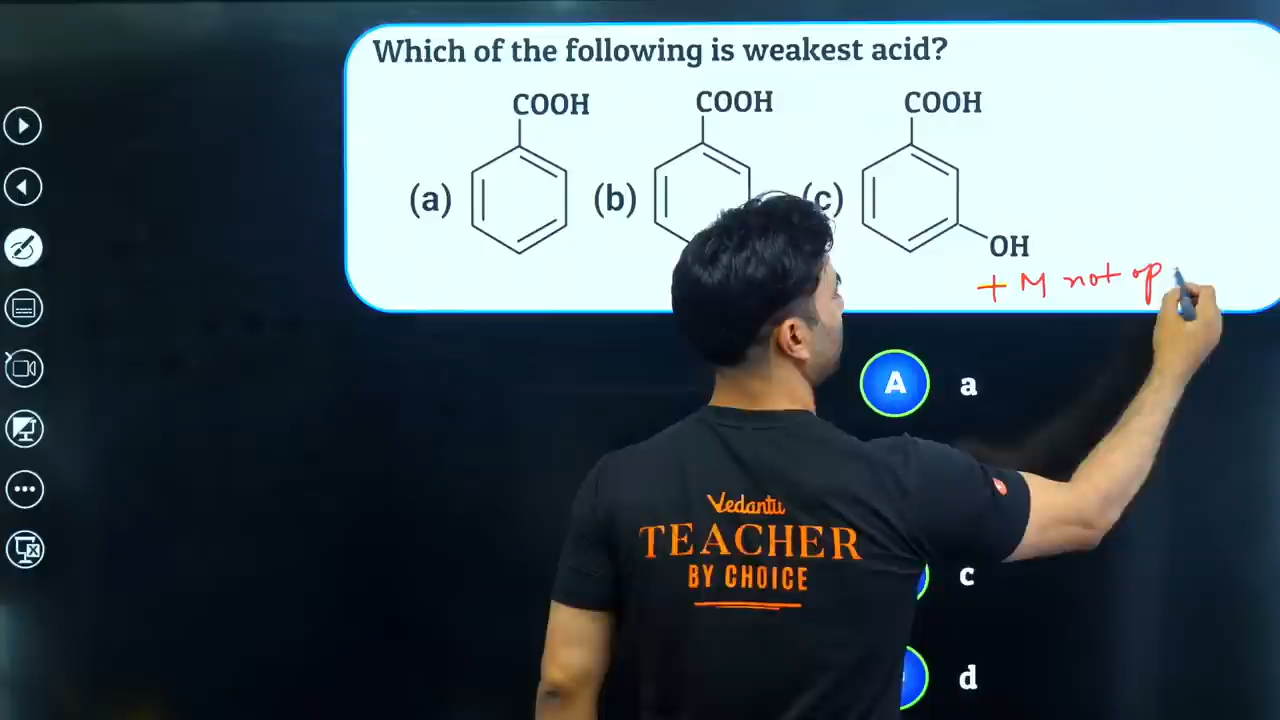 Which of the following is weakest acid?
COOH COOH COOH
(a) (b) (c)
OH
+ M not op
A a
c
d
Vedantu
TEACHER
BY CHOICE